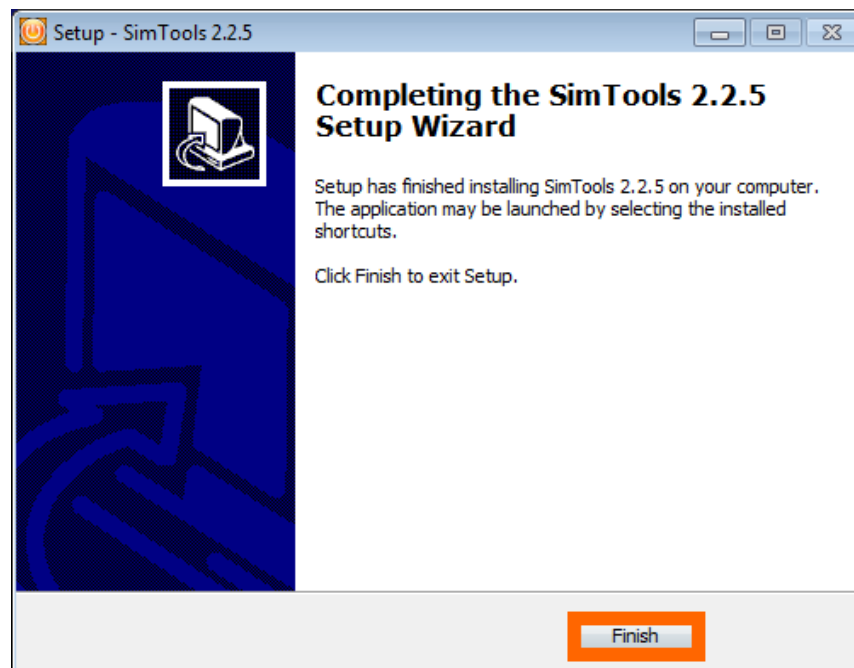 Setup - SimTools 2.2.5
Completing the SimTools 2.2.5
Setup Wizard
Setup has finished installing SimTools 2.2.5 on your computer.
The application may be launched by selecting the installed
shortcuts.
Click Finish to exit Setup.
Finish